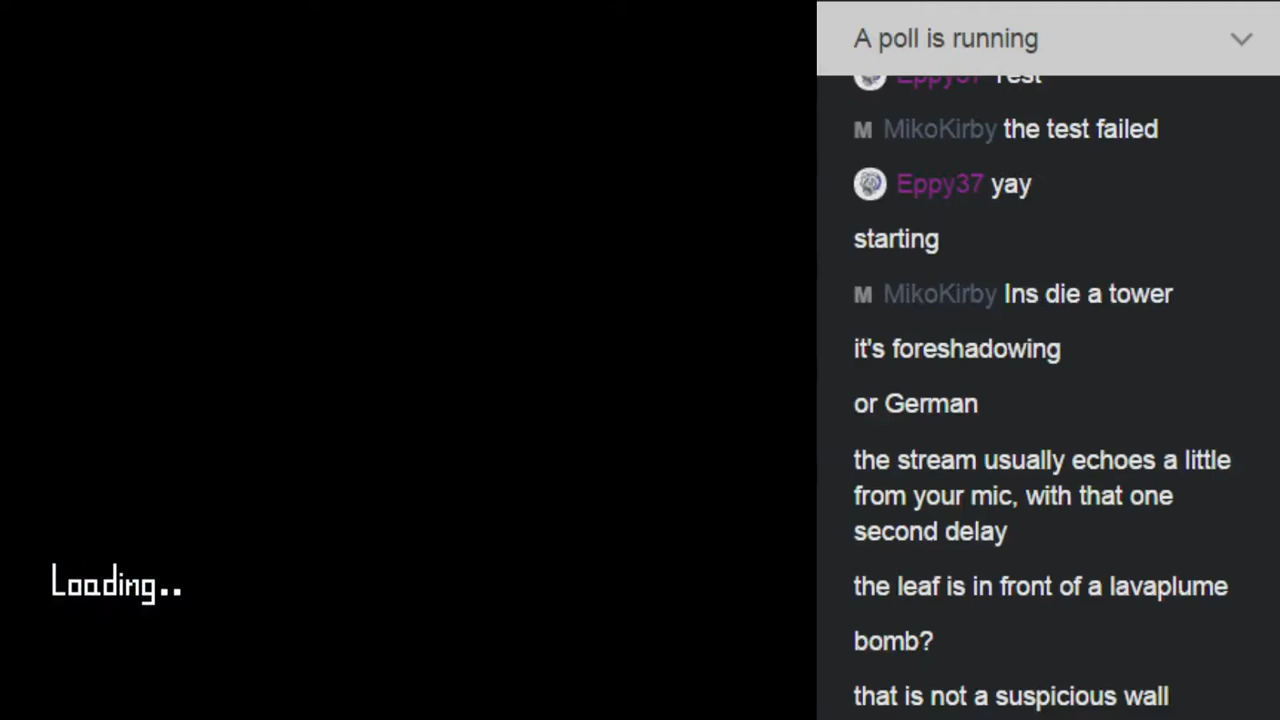 A poll is running
Eppy37 Test
M MikoKirby the test failed
Eppy37 yay
starting
M MikoKirby Ins die a tower
it's foreshadowing
or German
the stream usually echoes a little
from your mic, with that one
second delay
the leaf is in front of a lavaplume
bomb?
that is not a suspicious wall
Loading..